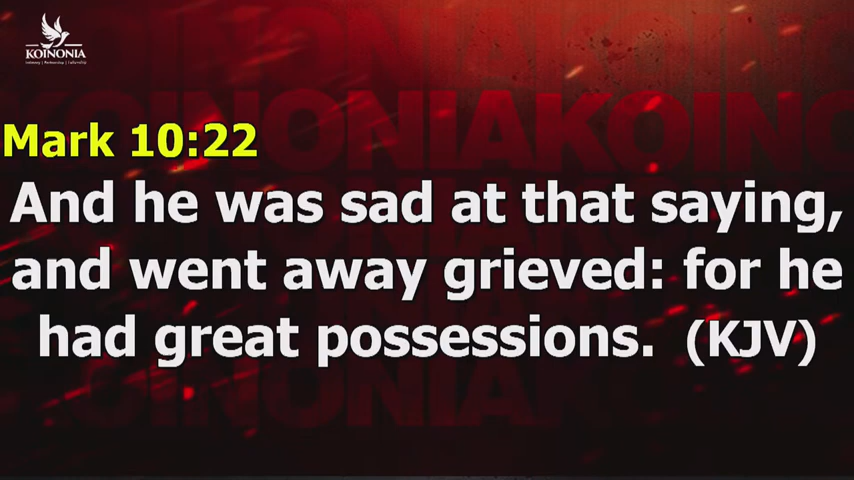 KOINONIA
Mark 10:22
And he was sad at that saying,
and went away grieved: for he
had great possessions. (KJV)
KOINONIAKOINO